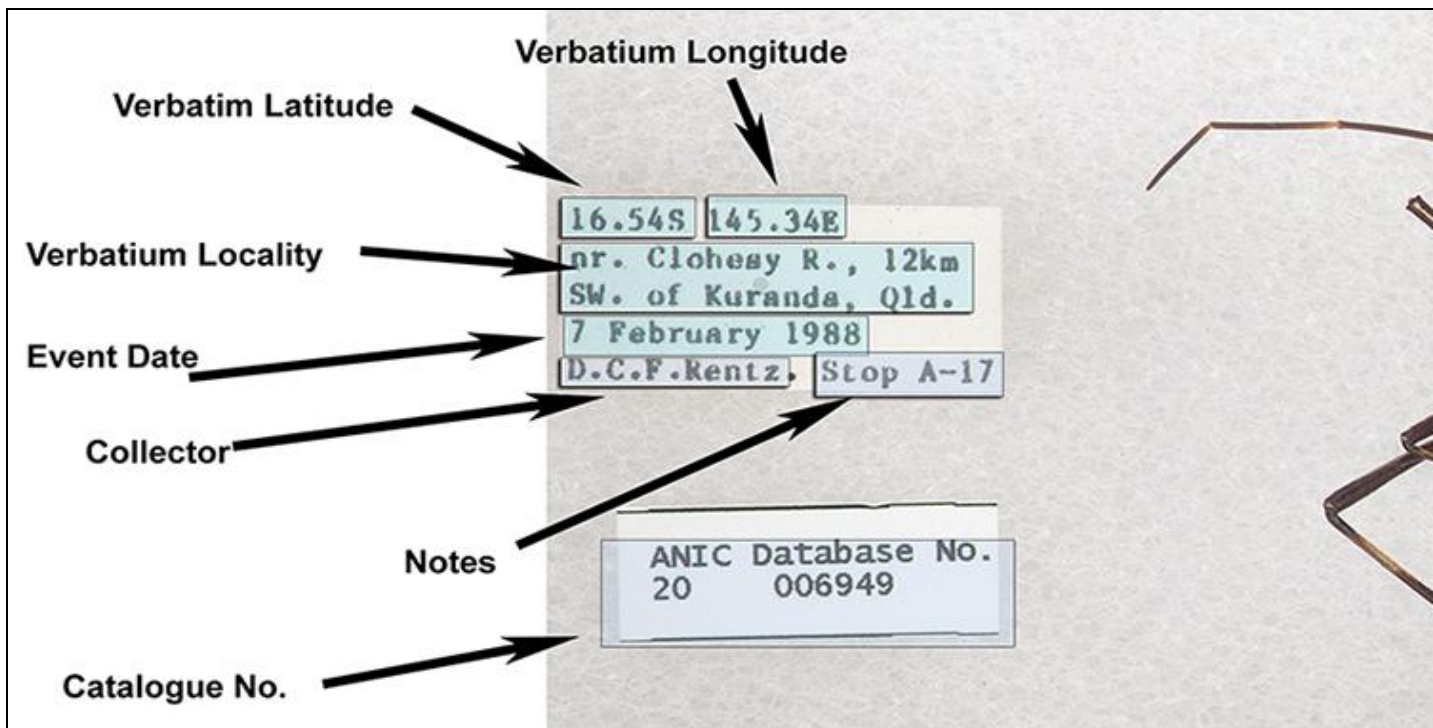 Verbatium Longitude
Verbatim Latitude
16.54S 145.34E
Verbatium Locality
nr. Clohesy R., 12km
SW. of Kuranda, Qld.
7 February 1988
Event Date
D.C.F.Rentz. Stop A-17
Collector
Notes
ANIC Database No.
20 006949
Catalogue No.